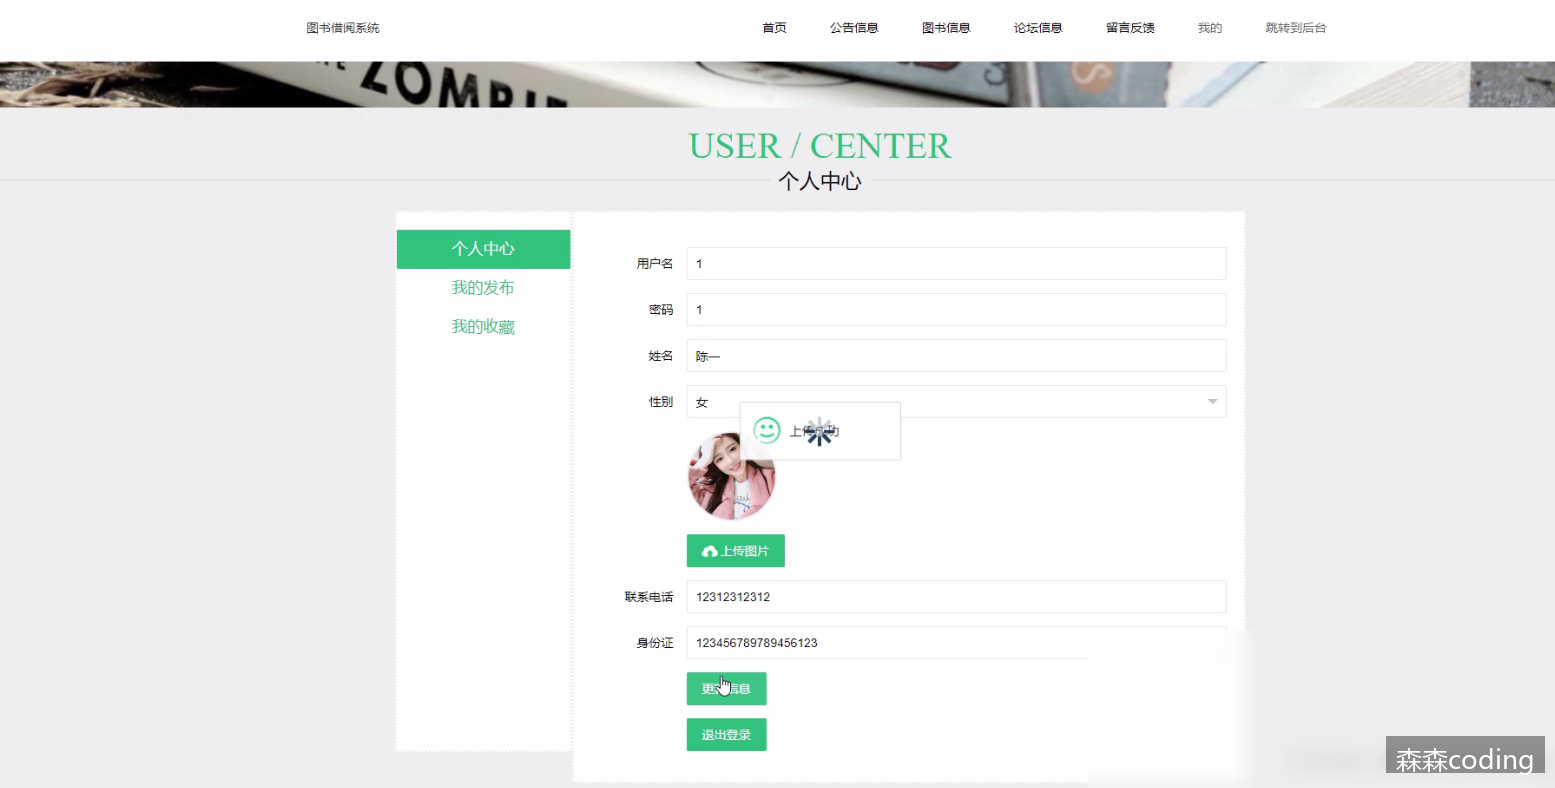 图书借阅系统 首页 公告信息 图书信息 论坛信息 留言反馈 我的 跳转到后台
ZOMBIE
USER / CENTER
个人中心
个人中心
我的发布
我的收藏
用户名 1
密码 1
姓名 陈一
性别 女
上传成功
上传图片
联系电话 12312312312
身份证 123456789789456123
更新信息
退出登录
森森coding